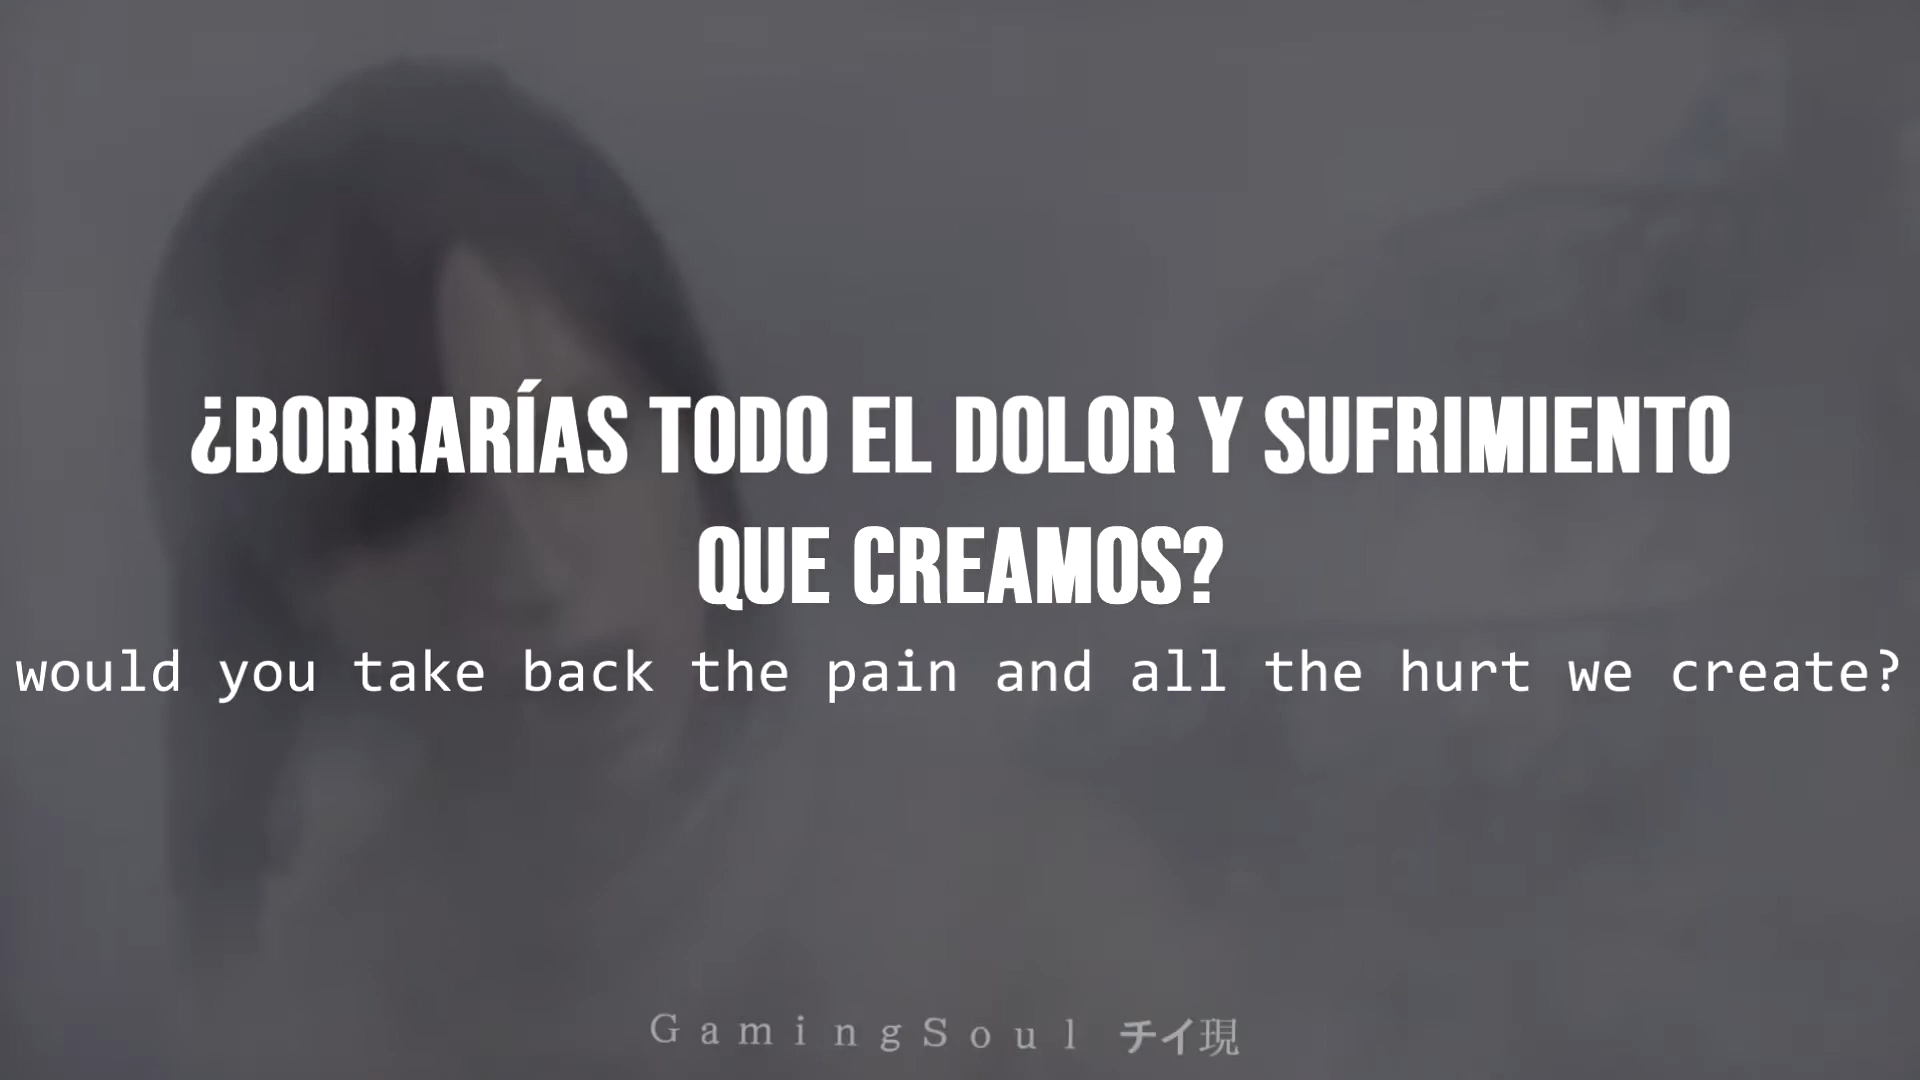 ¿BORRARÍAS TODO EL DOLOR Y SUFRIMIENTO
QUE CREAMOS?
would you take back the pain and all the hurt we create?
GamingSoul チイ現